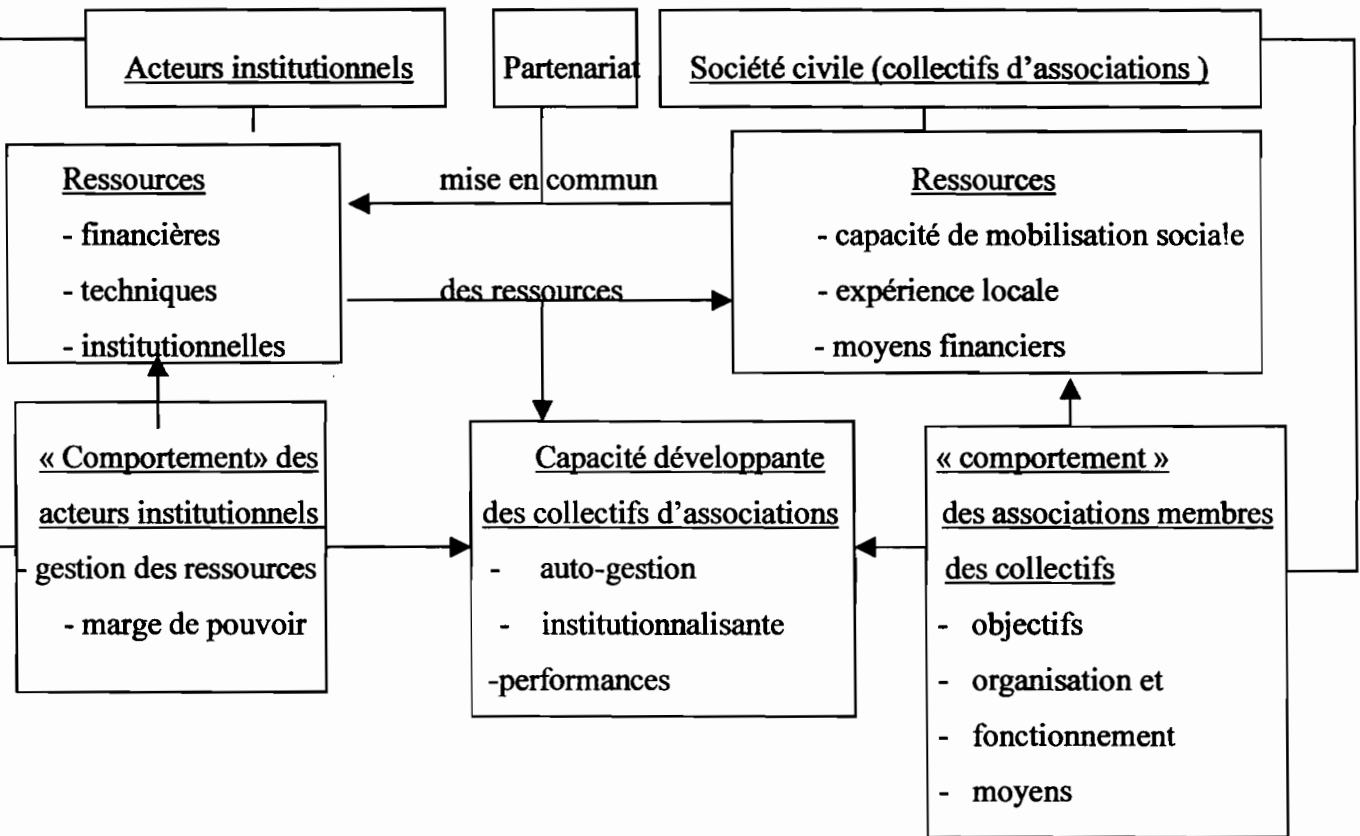 Acteurs institutionnels
Partenariat
Société civile (collectifs d'associations )
Ressources
- financières
- techniques
- institutionnelles
mise en commun
des ressources
Ressources
- capacité de mobilisation sociale
- expérience locale
- moyens financiers
« Comportement» des
acteurs institutionnels
- gestion des ressources
- marge de pouvoir
Capacité développante
des collectifs d'associations
- auto-gestion
- institutionnalisante
-performances
« comportement »
des associations membres
des collectifs
- objectifs
- organisation et
- fonctionnement
- moyens